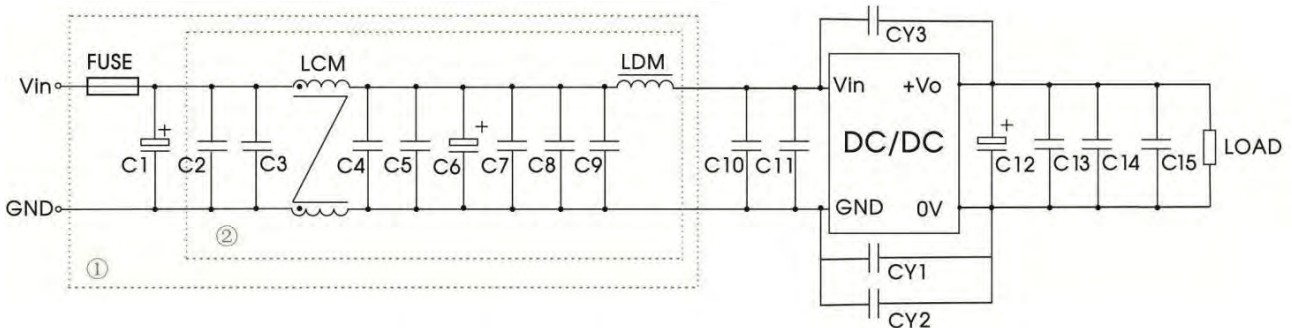 CY3
FUSE
LCM
LDM
Vin
Vin
+Vo
+
+
+
DC/DC
C1
C2
C3
C4
C5
C6
C7
C8
C9
C10
C11
C12
C13
C14
C15
LOAD
GND
GND
0V
②
①
CY1
CY2